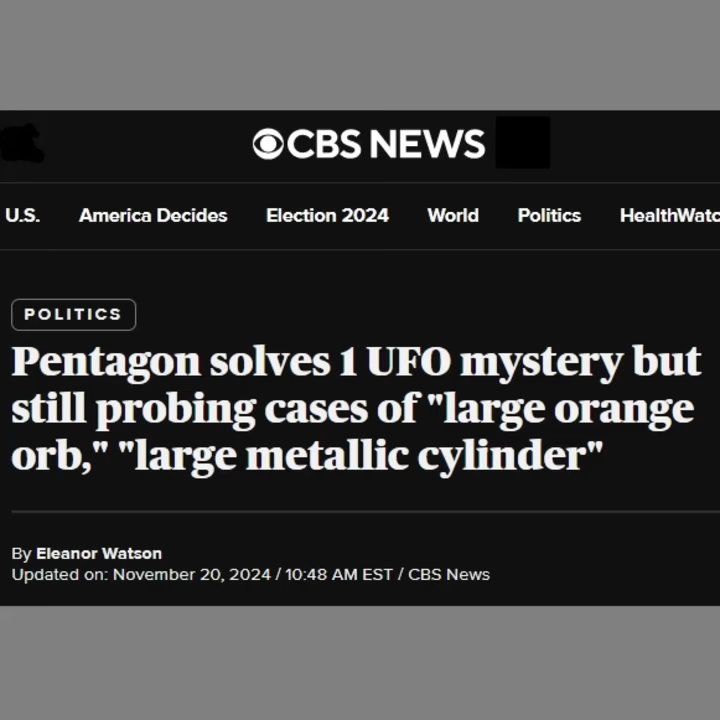 CBS NEWS
U.S. America Decides Election 2024 World Politics HealthWatc
POLITICS
Pentagon solves 1 UFO mystery but
still probing cases of "large orange
orb," "large metallic cylinder"
By Eleanor Watson
Updated on: November 20, 2024 / 10:48 AM EST / CBS News